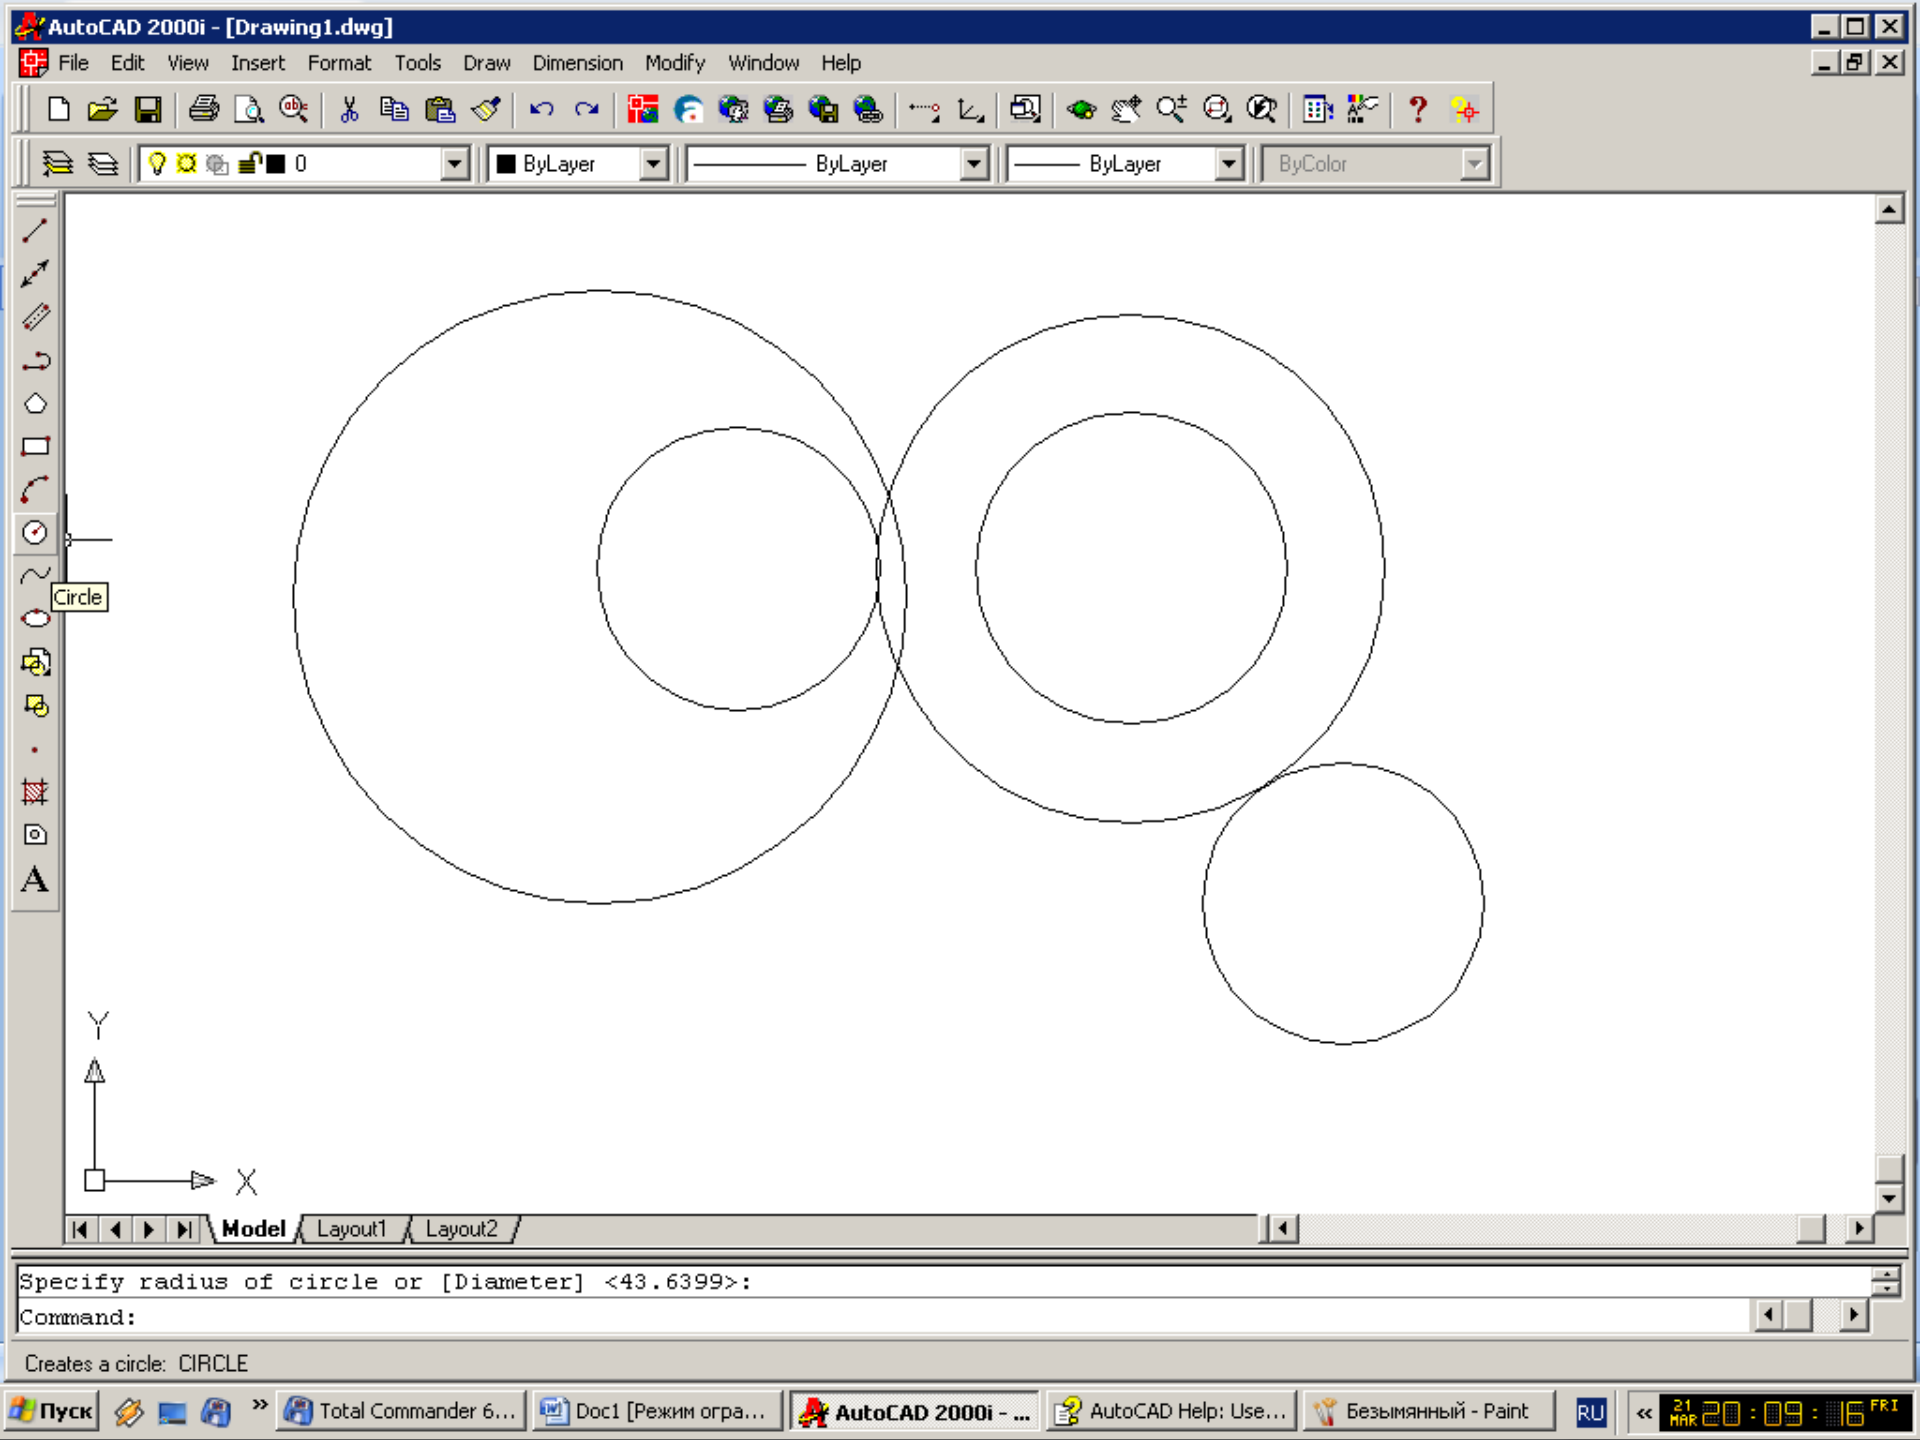 AutoCAD 2000i - [Drawing1.dwg]
File Edit View Insert Format Tools Draw Dimension Modify Window Help
0 ByLayer ByLayer ByLayer ByColor
Circle
A
Y
X
Model Layout1 Layout2
Specify radius of circle or [Diameter] <43.6399>:
Command:
Creates a circle: CIRCLE
Пуск » Total Commander 6... Doc1 [Режим огра... AutoCAD 2000i - ... AutoCAD Help: Use... Безымянный - Paint RU « 21 MAR 20:09:16 FRI